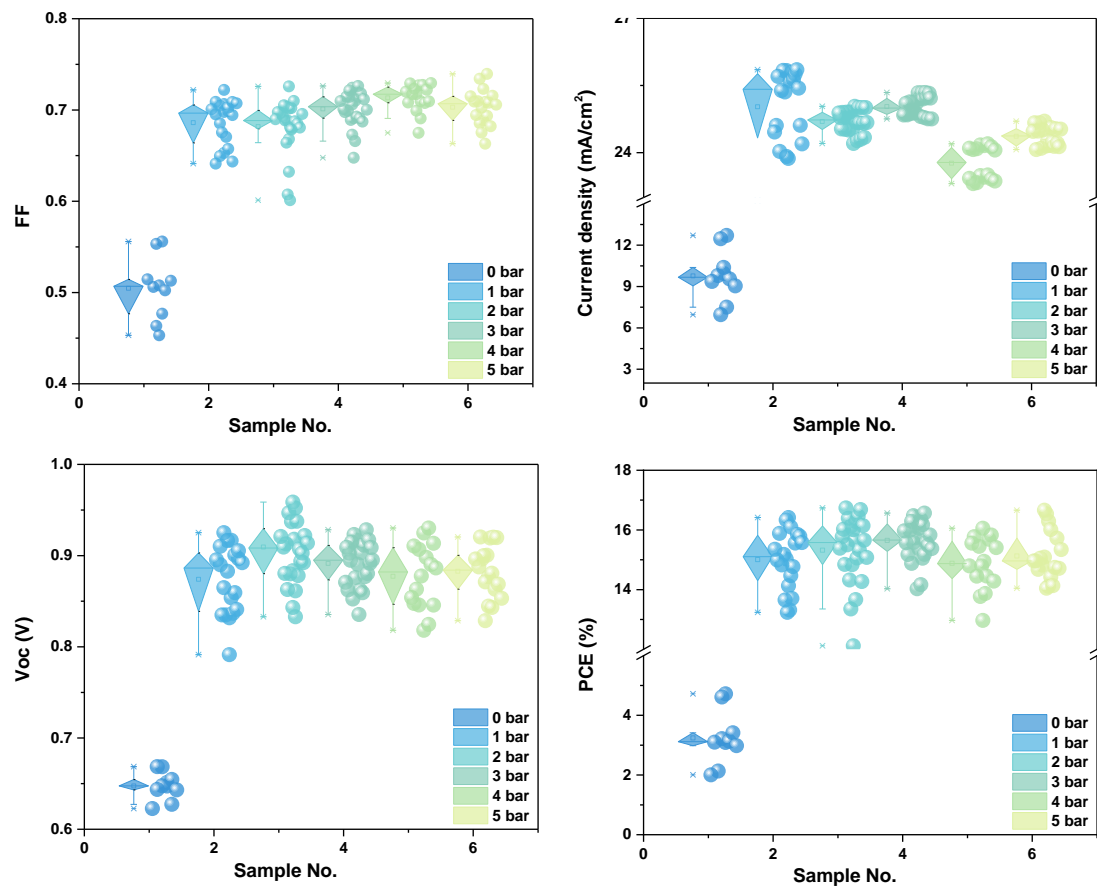 0.8
0.7
0.6
0.5
0.4
FF
0 bar
1 bar
2 bar
3 bar
4 bar
5 bar
0 2 4 6
Sample No.
27
24
12
9
6
3
Current density (mA/cm²)
0 bar
1 bar
2 bar
3 bar
4 bar
5 bar
0 2 4 6
Sample No.
1.0
0.9
0.8
0.7
0.6
Voc (V)
0 bar
1 bar
2 bar
3 bar
4 bar
5 bar
0 2 4 6
Sample No.
18
16
14
4
2
0
PCE (%)
0 bar
1 bar
2 bar
3 bar
4 bar
5 bar
0 2 4 6
Sample No.